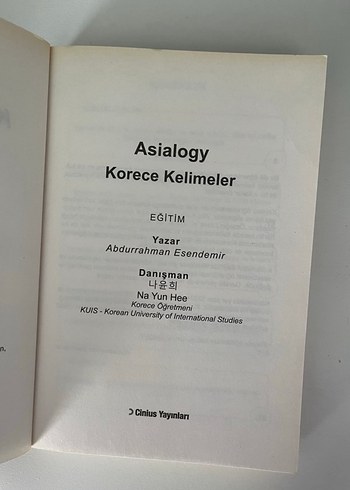 Asialogy
Korece Kelimeler
EĞİTİM
Yazar
Abdurrahman Esendemir
Danışman
나윤희
Na Yun Hee
Korece Öğretmeni
KUIS - Korean University of International Studies
Cinius Yayınları